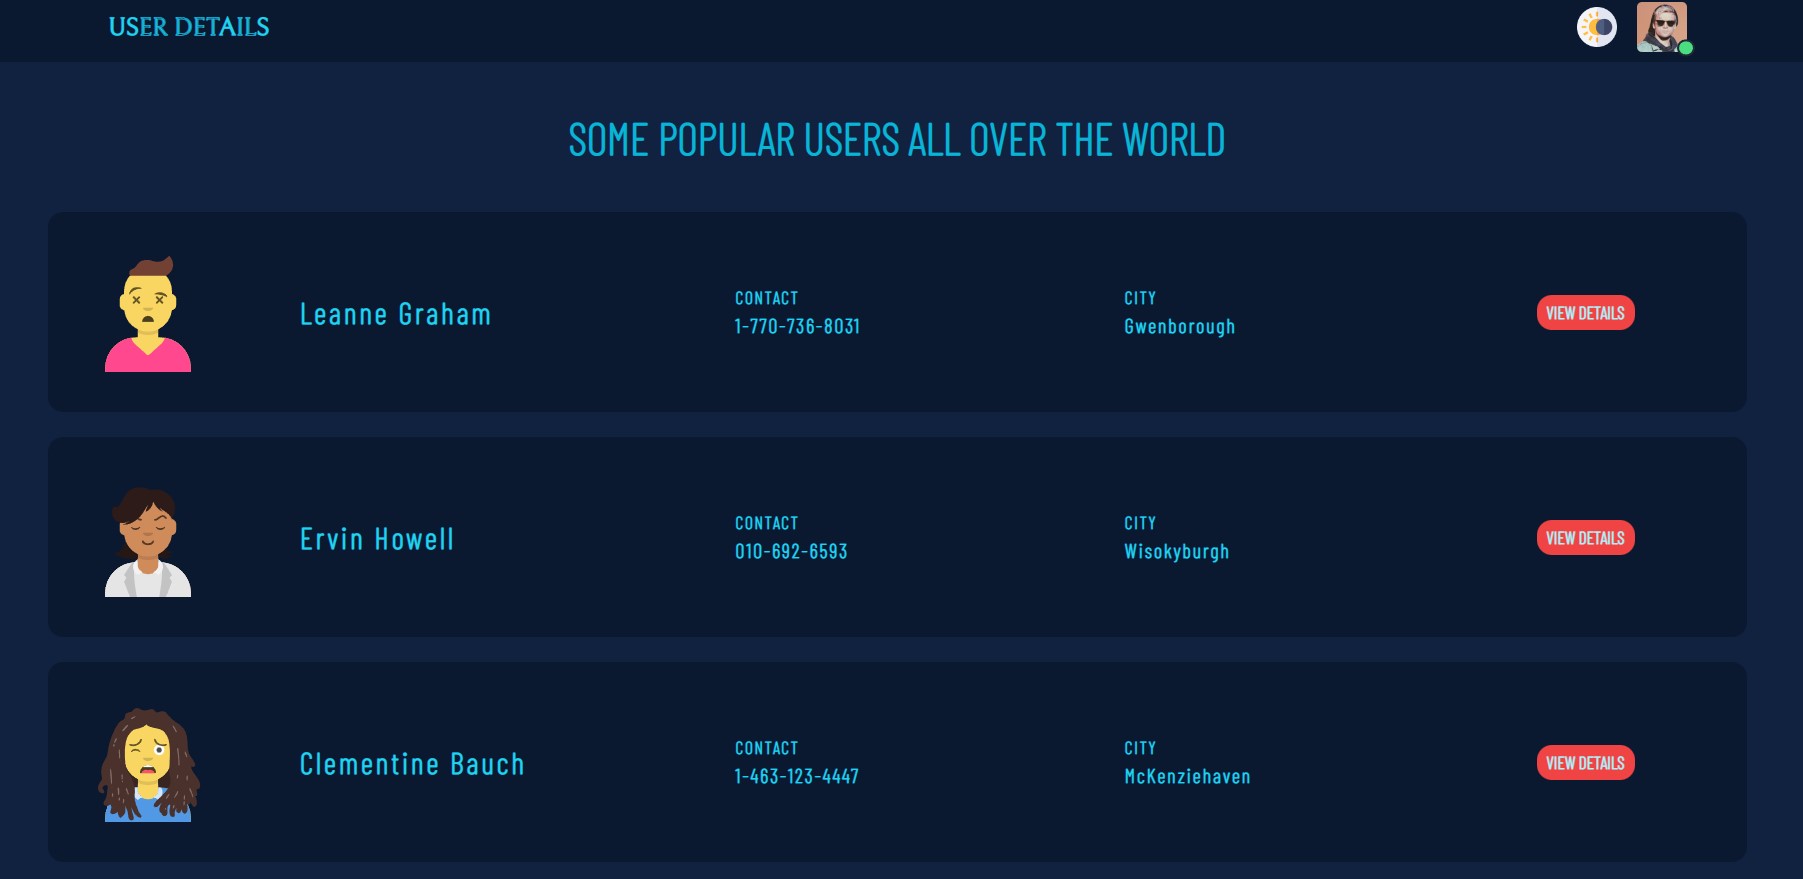 USER DETAILS
SOME POPULAR USERS ALL OVER THE WORLD
Leanne Graham
CONTACT
1-770-736-8031
CITY
Gwenborough
VIEW DETAILS
Ervin Howell
CONTACT
010-692-6593
CITY
Wisokyburgh
VIEW DETAILS
Clementine Bauch
CONTACT
1-463-123-4447
CITY
McKenziehaven
VIEW DETAILS